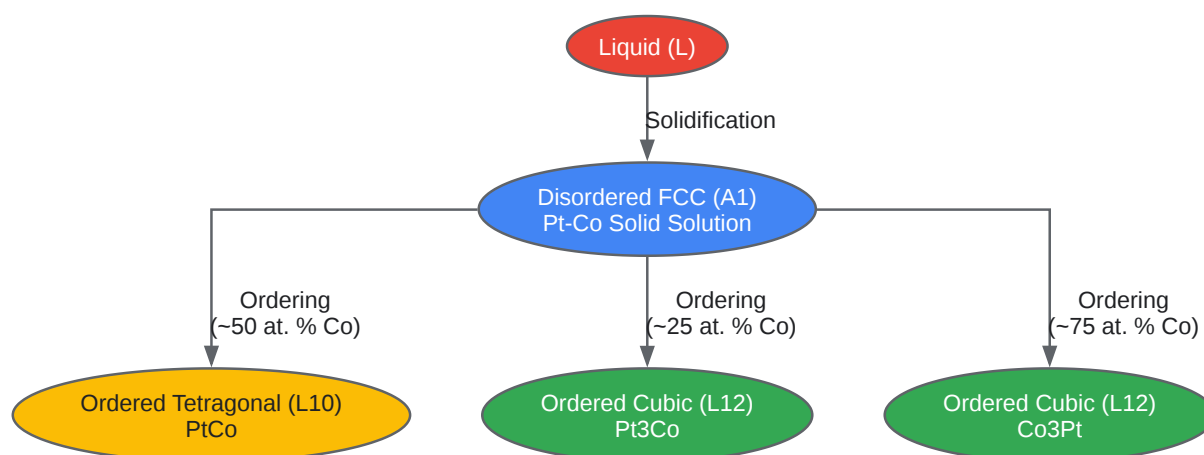 Liquid (L)
Solidification
Disordered FCC (A1)
Pt-Co Solid Solution
Ordering
(~50 at. % Co)
Ordering
(~25 at. % Co)
Ordering
(~75 at. % Co)
Ordered Tetragonal (L10)
PtCo
Ordered Cubic (L12)
Pt3Co
Ordered Cubic (L12)
Co3Pt